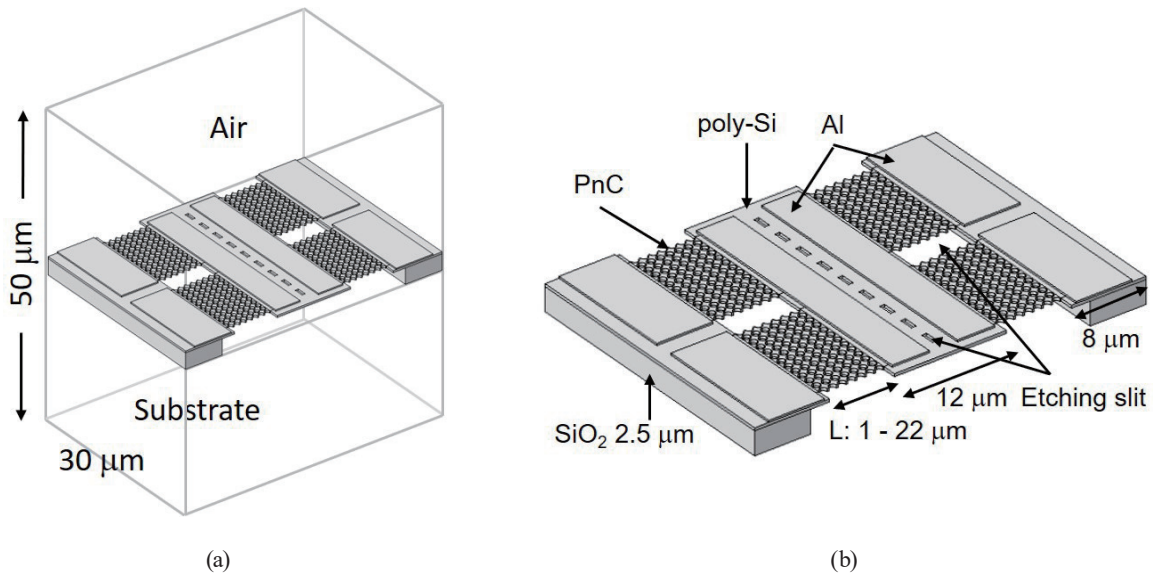 Air
50 μm
Substrate
30 μm
(a)
poly-Si
Al
PnC
8 μm
12 μm Etching slit
SiO₂ 2.5 μm
L: 1 - 22 μm
(b)